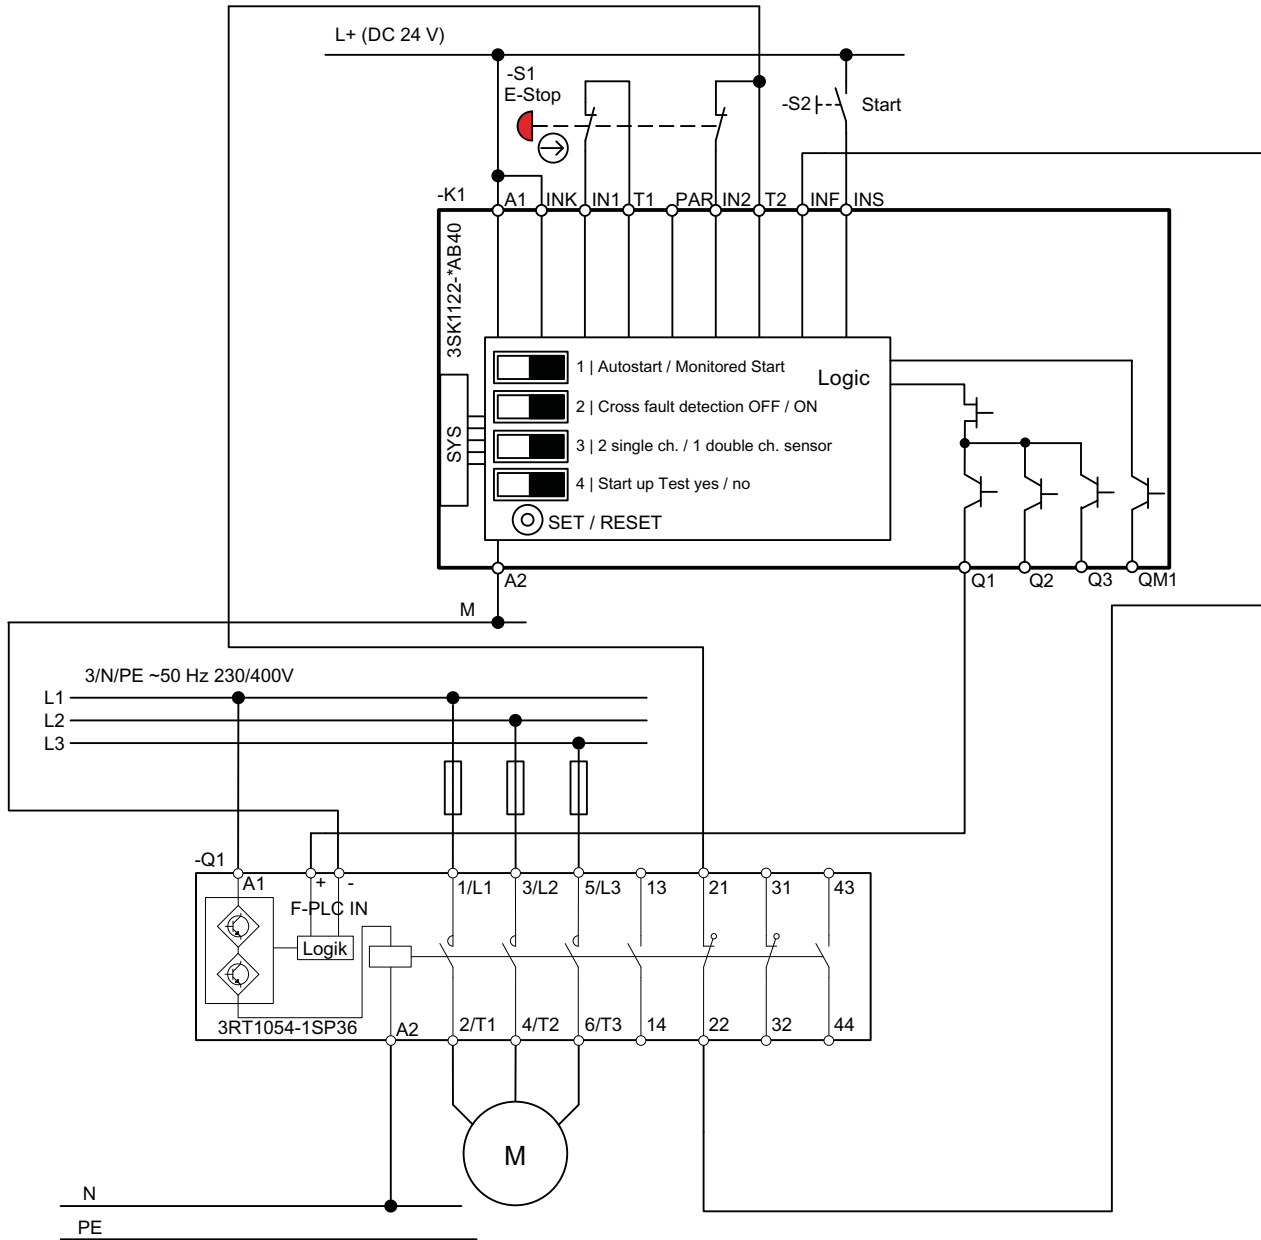 L+ (DC 24 V)
-S1
E-Stop
-S2
Start
-K1
A1
INK
IN1
T1
PAR
IN2
T2
INF
INS
3SK1122-*AB40
1 | Autostart / Monitored Start
Logic
2 | Cross fault detection OFF / ON
SYS
3 | 2 single ch. / 1 double ch. sensor
4 | Start up Test yes / no
SET / RESET
A2
Q1
Q2
Q3
QM1
M
3/N/PE ~50 Hz 230/400V
L1
L2
L3
-Q1
A1
+
-
1/L1
3/L2
5/L3
13
21
31
43
F-PLC IN
Logik
3RT1054-1SP36
A2
2/T1
4/T2
6/T3
14
22
32
44
M
N
PE